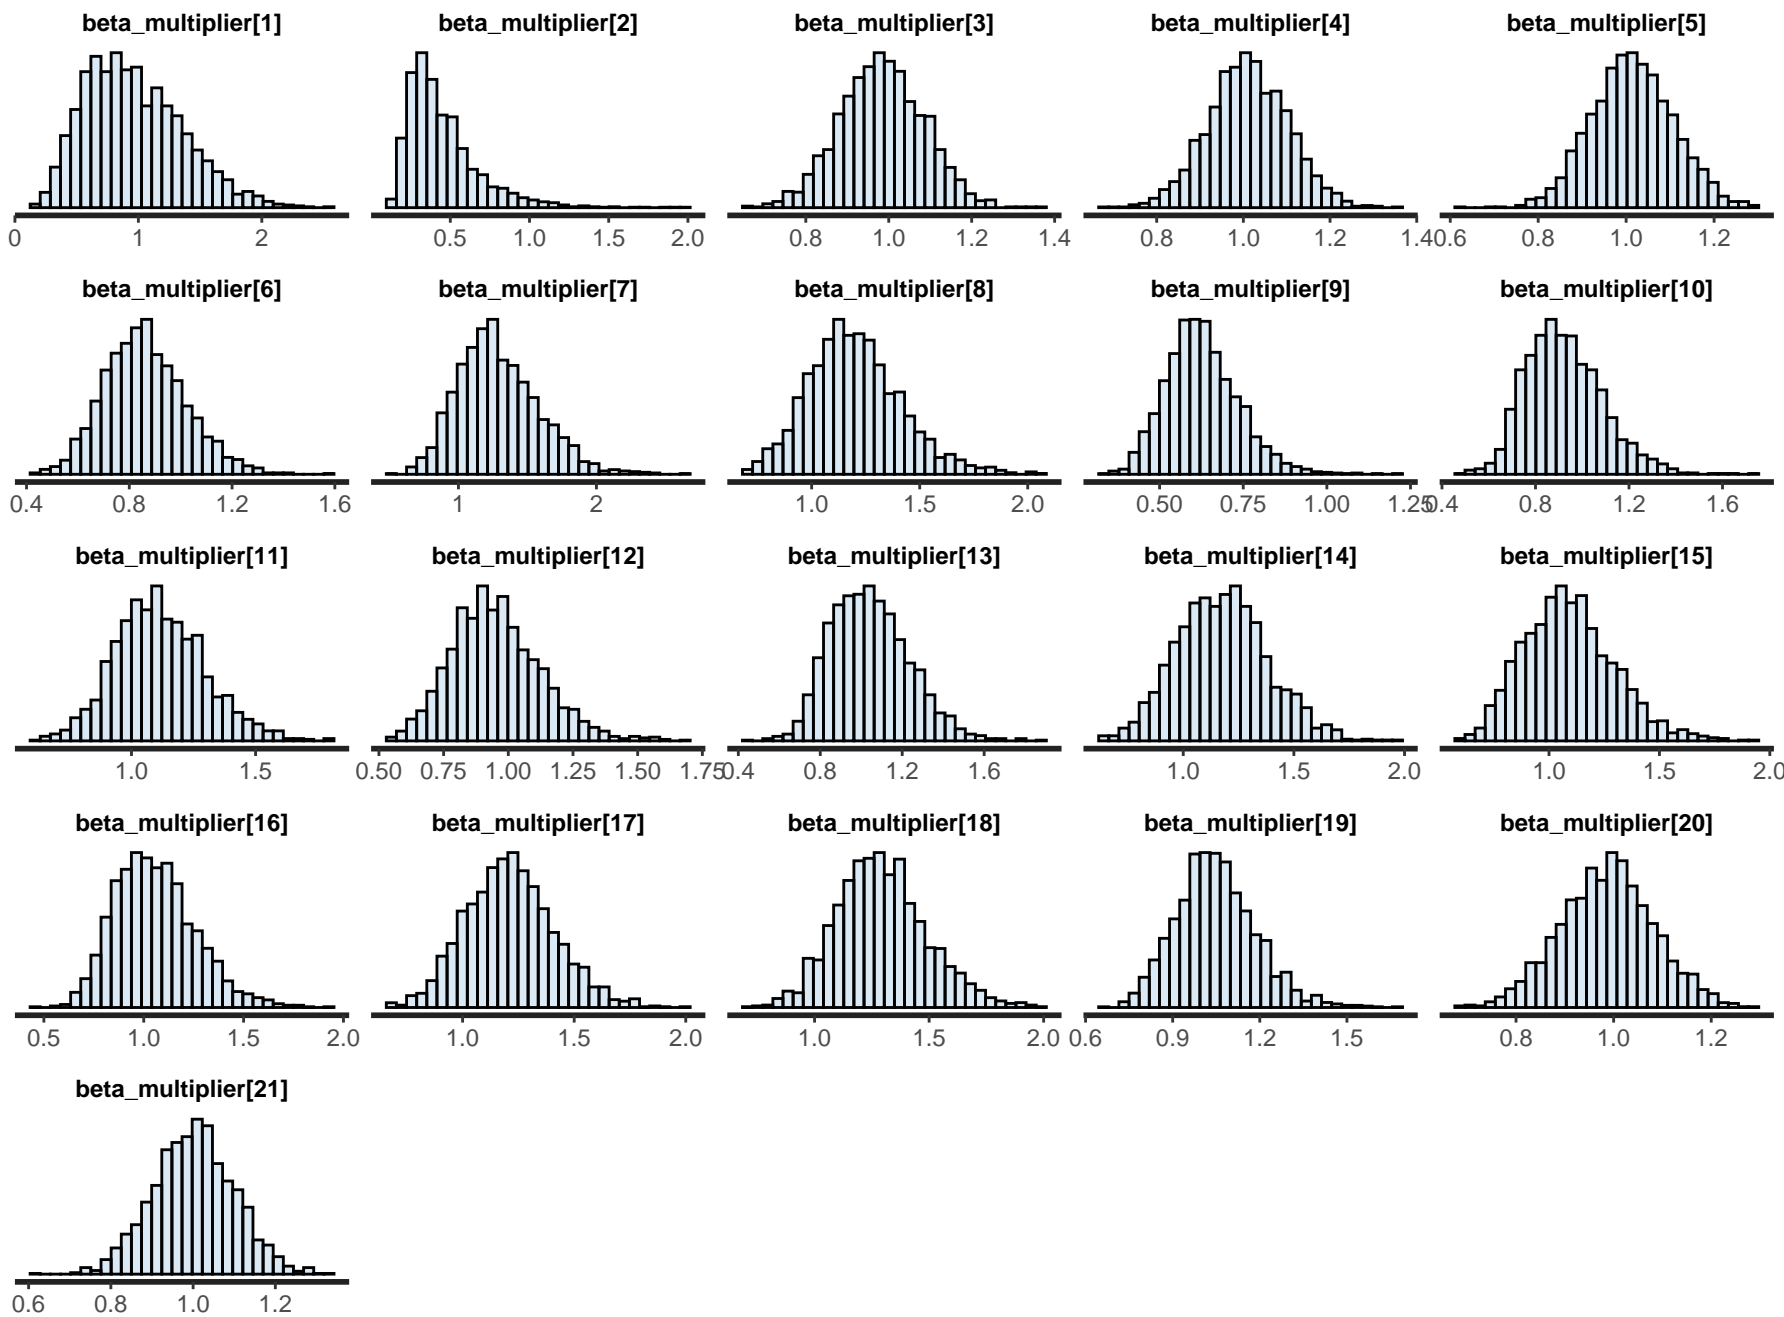 beta_multiplier[1] beta_multiplier[2] beta_multiplier[3] beta_multiplier[4] beta_multiplier[5]
0 1 2 0.5 1.0 1.5 2.0 0.8 1.0 1.2 1.4 0.8 1.0 1.2 1.4 0.6 0.8 1.0 1.2
beta_multiplier[6] beta_multiplier[7] beta_multiplier[8] beta_multiplier[9] beta_multiplier[10]
0.4 0.8 1.2 1.6 1 2 1.0 1.5 2.0 0.50 0.75 1.00 1.25 0.4 0.8 1.2 1.6
beta_multiplier[11] beta_multiplier[12] beta_multiplier[13] beta_multiplier[14] beta_multiplier[15]
1.0 1.5 0.50 0.75 1.00 1.25 1.50 1.75 0.4 0.8 1.2 1.6 1.0 1.5 2.0 1.0 1.5 2.0
beta_multiplier[16] beta_multiplier[17] beta_multiplier[18] beta_multiplier[19] beta_multiplier[20]
0.5 1.0 1.5 2.0 1.0 1.5 2.0 1.0 1.5 2.0 0.6 0.9 1.2 1.5 0.8 1.0 1.2
beta_multiplier[21]
0.6 0.8 1.0 1.2